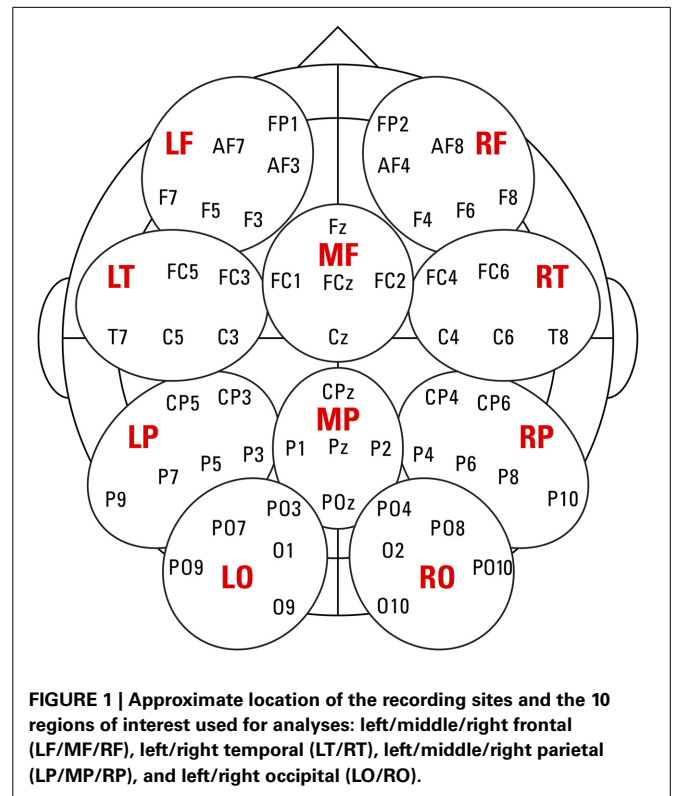 FP1 FP2
LF AF7 AF8 RF
AF3 AF4
F7 F5 F3 F4 F6 F8
Fz
MF
LT FC5 FC3 FC1 FCz FC2 FC4 FC6 RT
T7 C5 C3 Cz C4 C6 T8
CP5 CP3 CPz CP4 CP6
LP MP RP
P9 P7 P5 P3 P1 Pz P2 P4 P6 P8 P10
PO3 POz PO4
PO7 PO8
PO9 O1 O2 PO10
LO RO
O9 O10
FIGURE 1 | Approximate location of the recording sites and the 10
regions of interest used for analyses: left/middle/right frontal
(LF/MF/RF), left/right temporal (LT/RT), left/middle/right parietal
(LP/MP/RP), and left/right occipital (LO/RO).